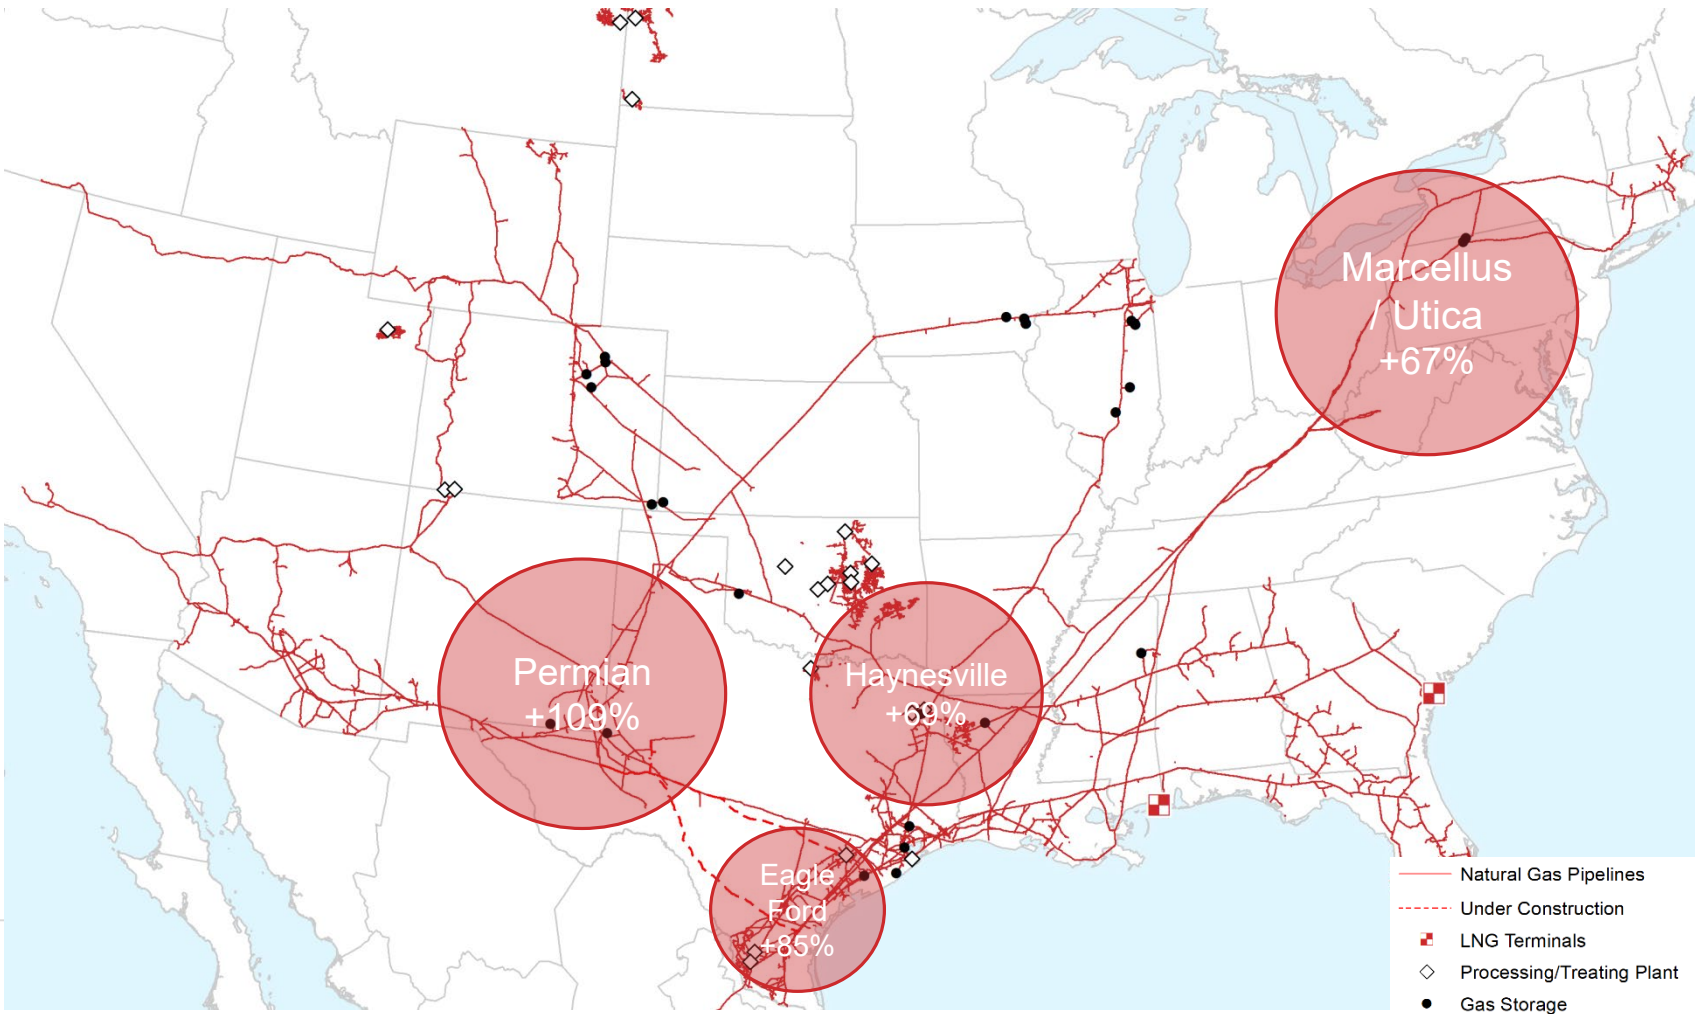 Marcellus
/ Utica
+67%
Permian
+109%
Haynesville
+69%
Eagle
Ford
+85%
Natural Gas Pipelines
Under Construction
LNG Terminals
Processing/Treating Plant
Gas Storage